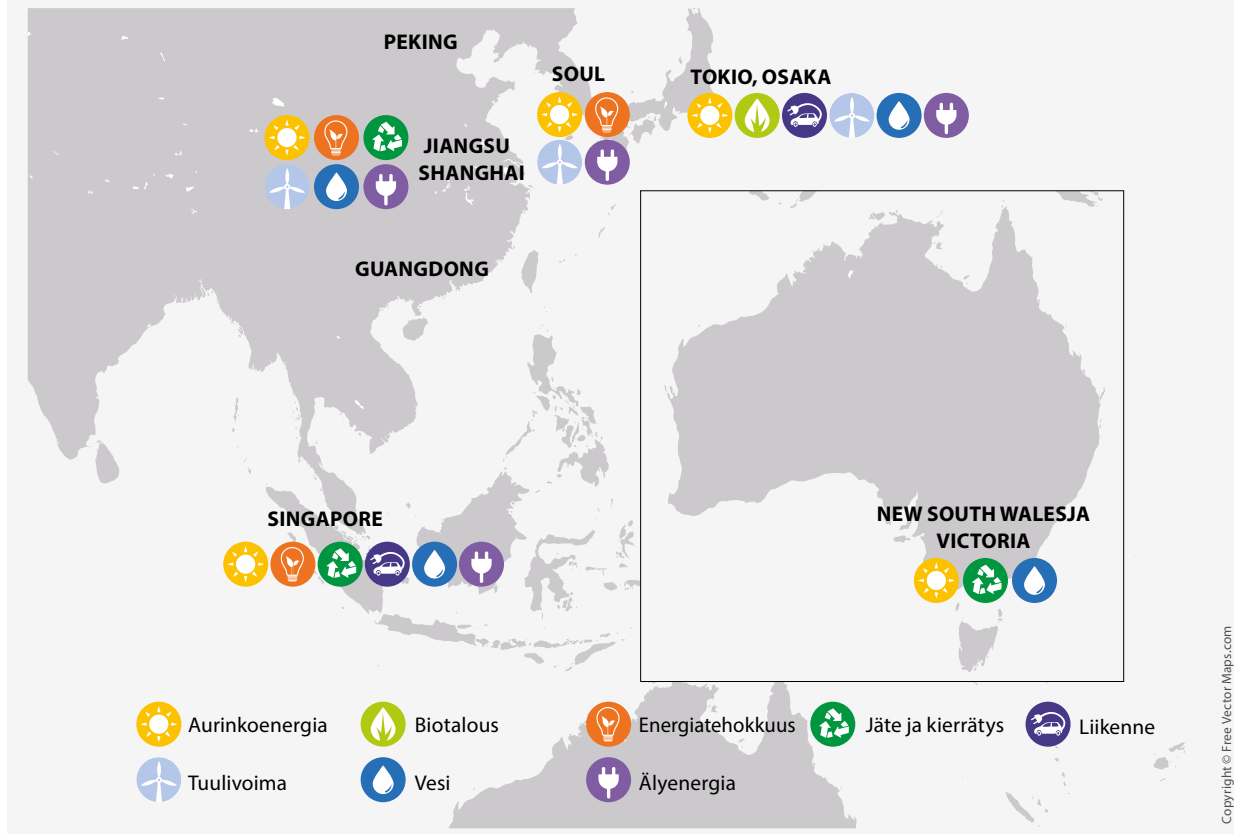 PEKING
SOUL
TOKIO, OSAKA
JIANGSU
SHANGHAI
GUANGDONG
SINGAPORE
NEW SOUTH WALESJA
VICTORIA
Aurinkoenergia
Biotalous
Energiatehokkuus
Jäte ja kierrätys
Liikenne
Tuulivoima
Vesi
Älyenergia
Copyright © Free Vector Maps.com